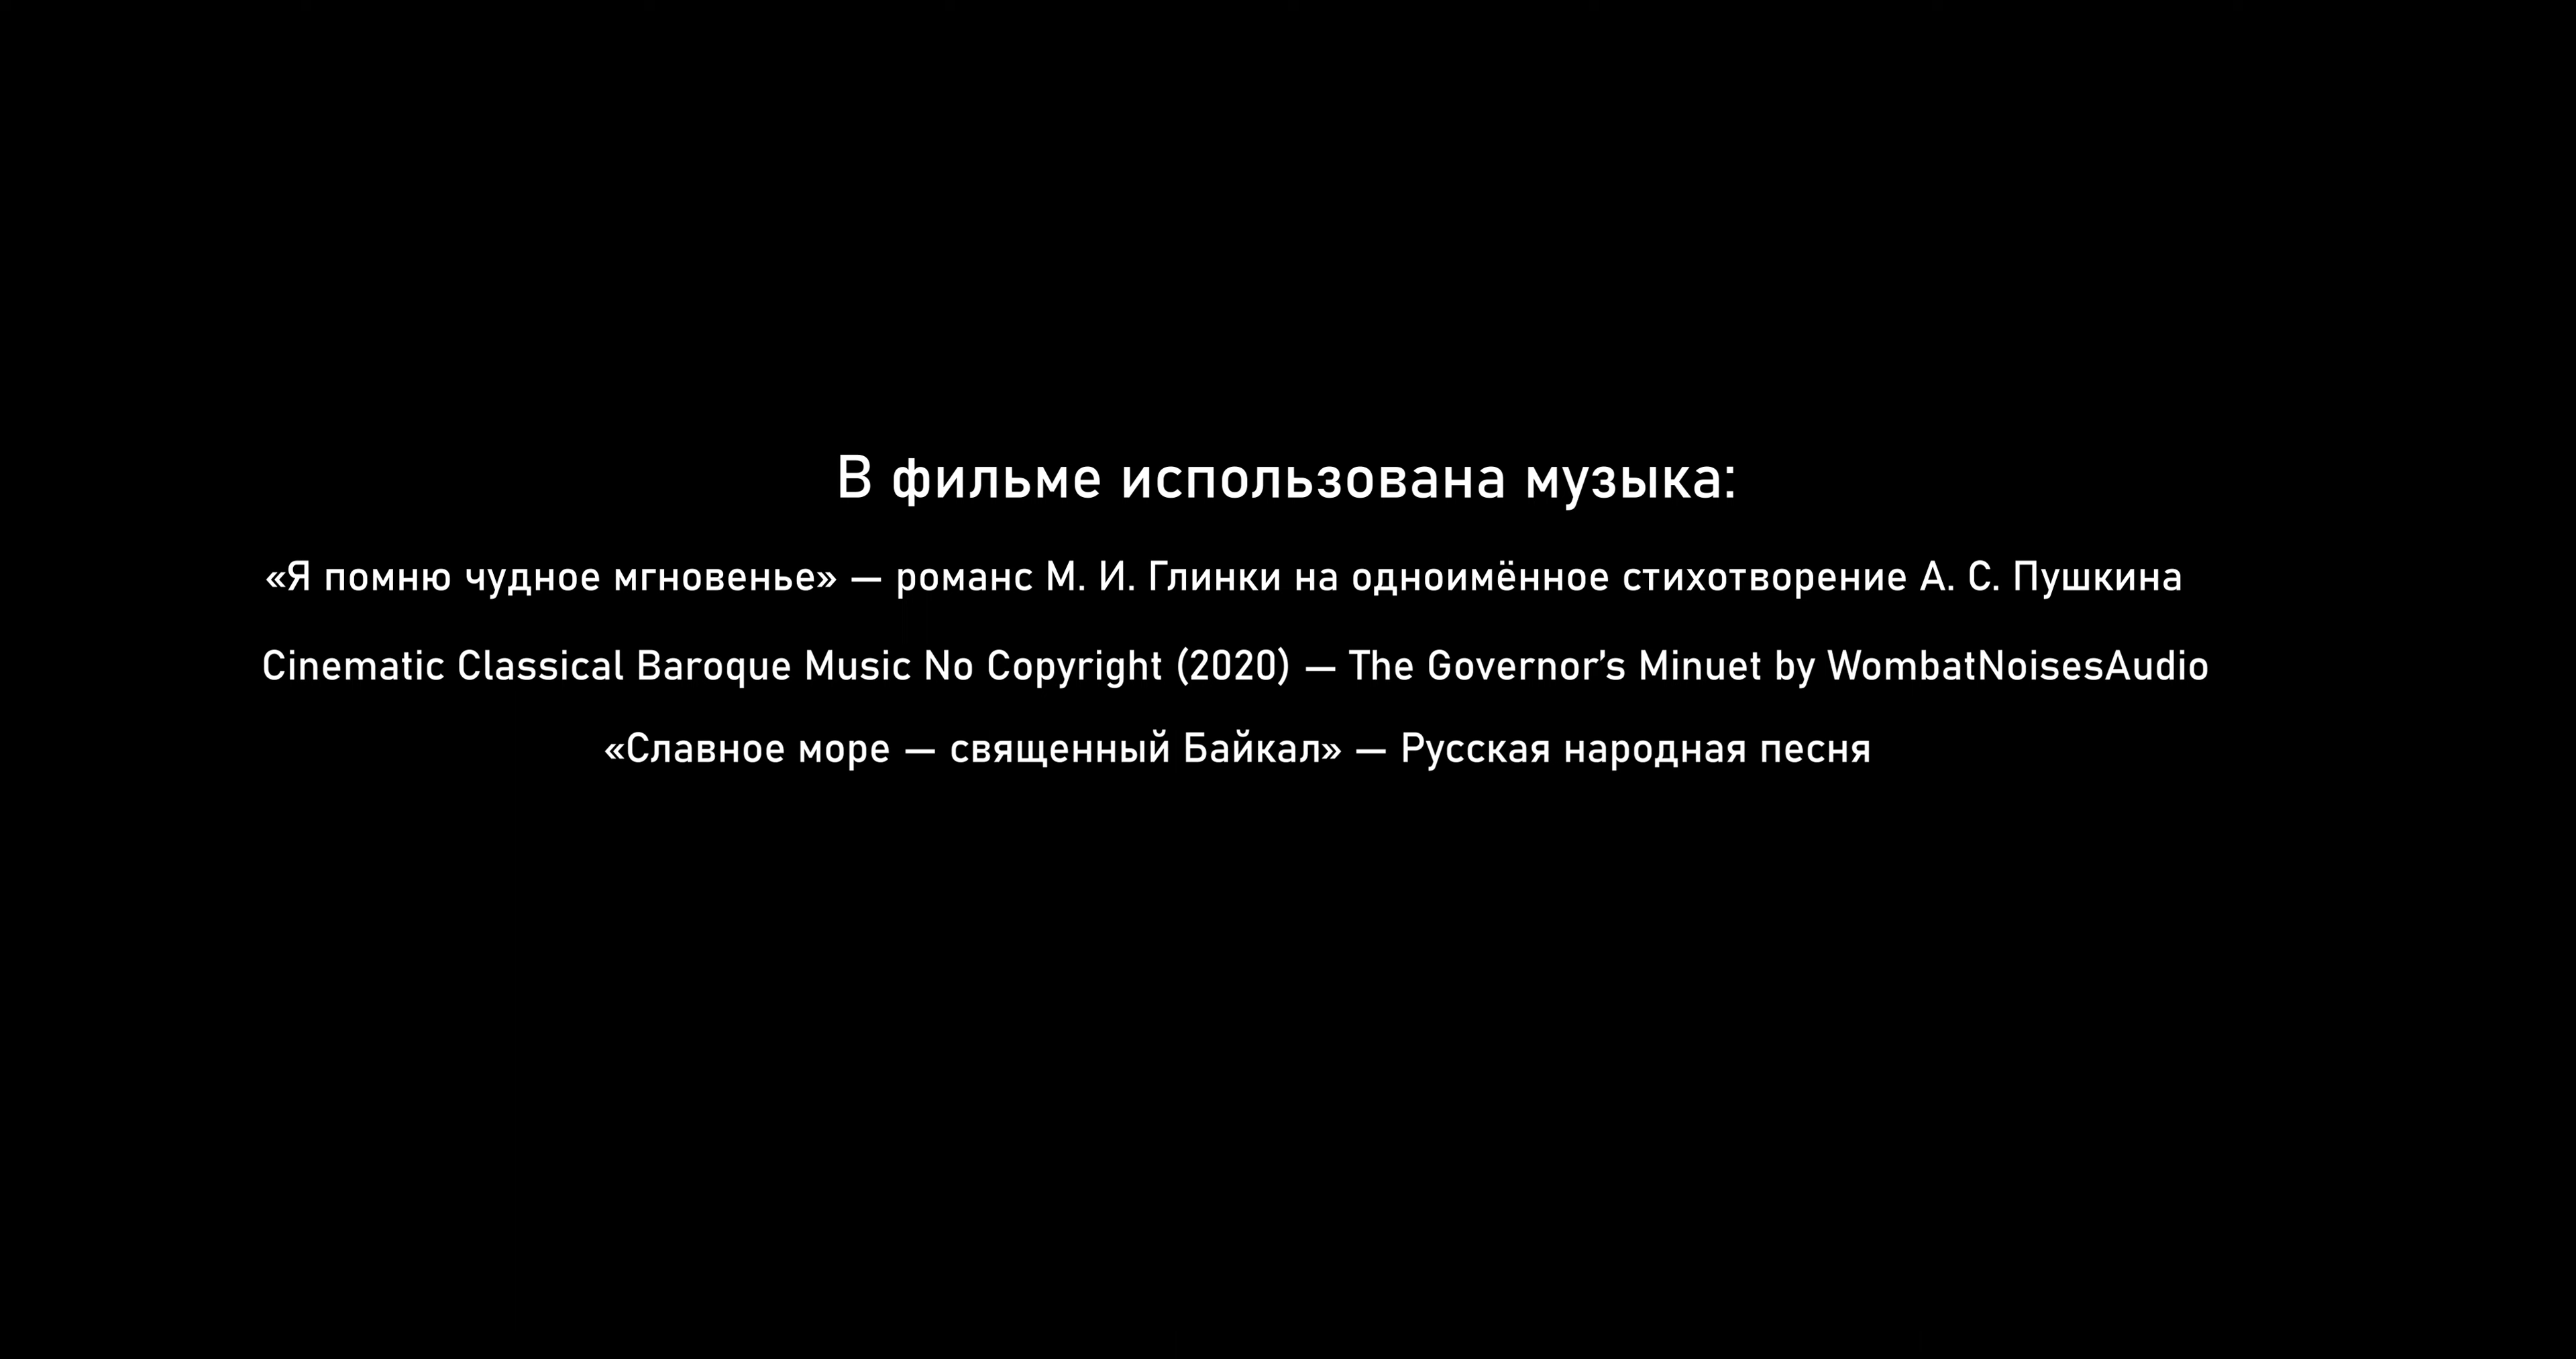 В фильме использована музыка:
«Я помню чудное мгновенье» — романс М. И. Глинки на одноимённое стихотворение А. С. Пушкина
Cinematic Classical Baroque Music No Copyright (2020) — The Governor’s Minuet by WombatNoisesAudio
«Славное море — священный Байкал» — Русская народная песня